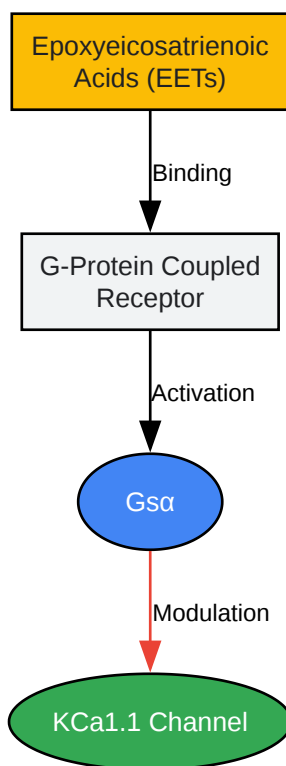 Epoxyeicosatrienoic
Acids (EETs)
Binding
G-Protein Coupled
Receptor
Activation
Gsα
Modulation
KCa1.1 Channel